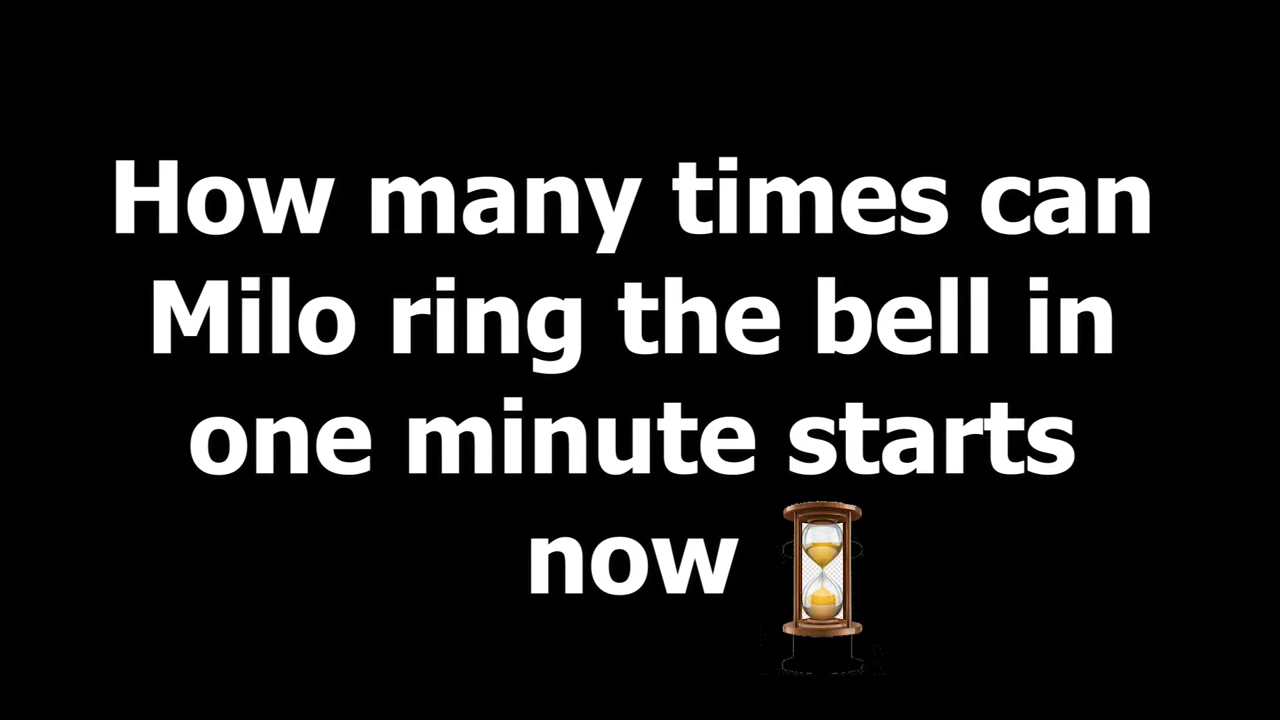 How many times can
Milo ring the bell in
one minute starts
now